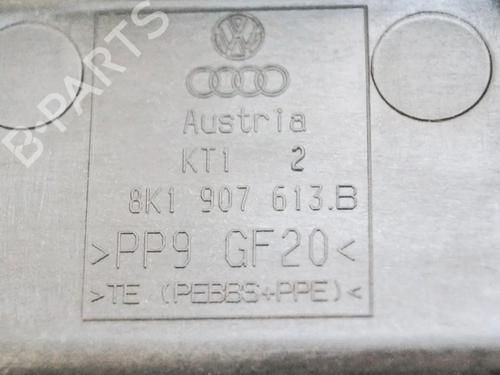 Austria
KT1 2
8K1 907 613.B
>PP9 GF20<
>TE (PEBBS+PPE)<
B-PARTS